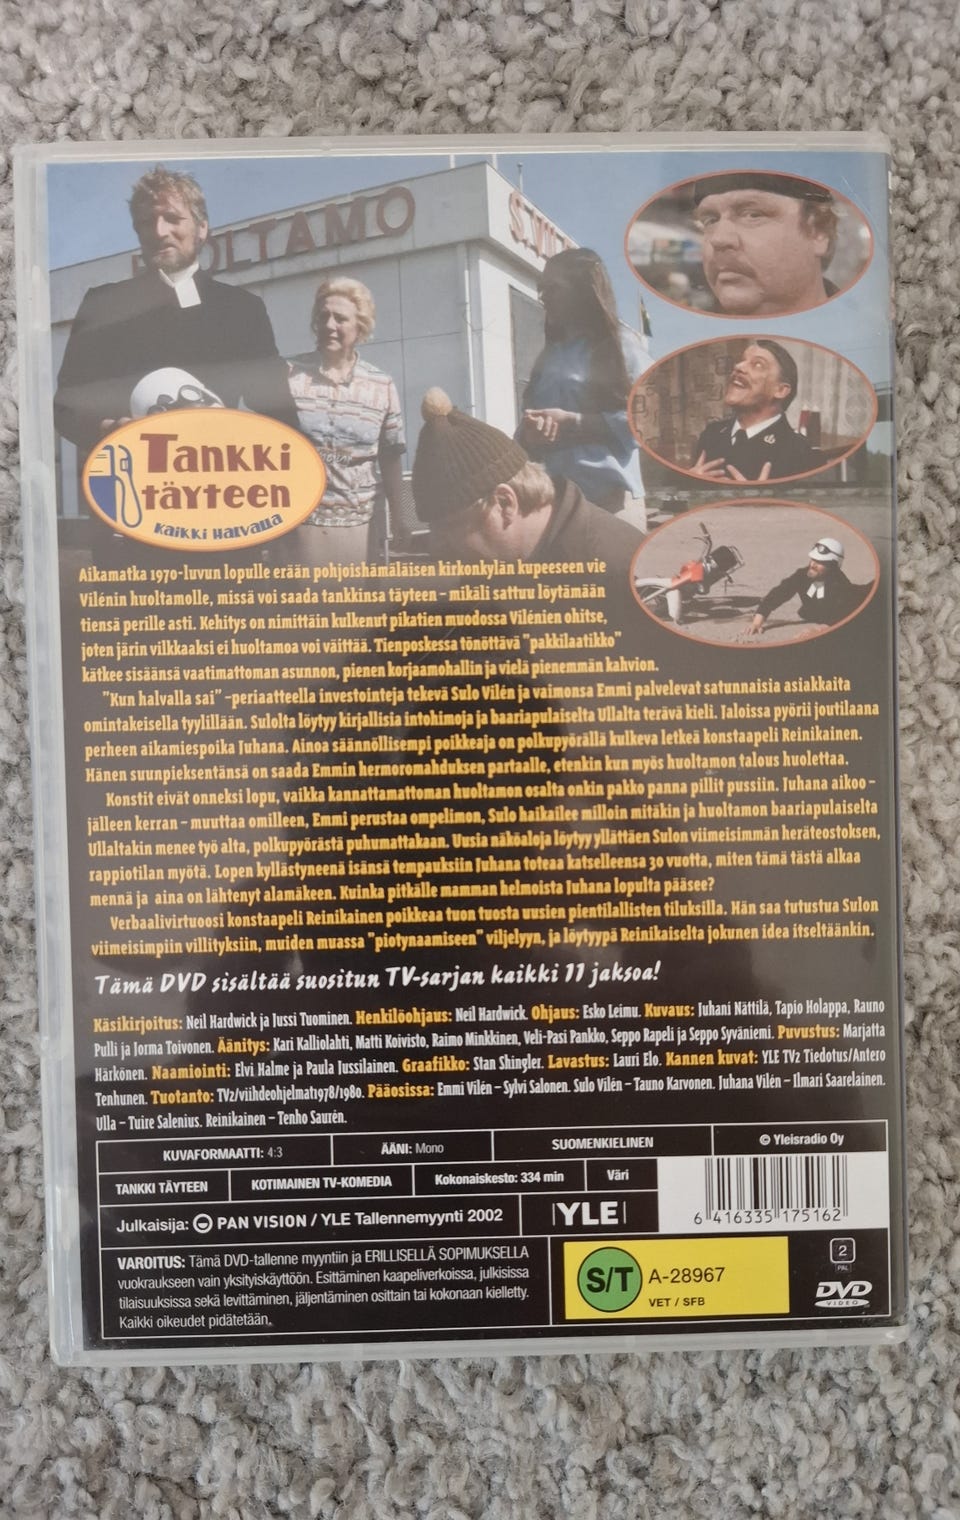 HUOLTAMO
S.VIL
Tankki
täyteen
Kaikki halvalla
Aikamatka 1970-luvun lopulle erään pohjoishämäläisen kirkonkylän kupeeseen vie
Vilénin huoltamolle, missä voi saada tankkinsa täyteen – mikäli sattuu löytämään
tiensä perille asti. Kehitys on nimittäin kulkenut pikatien muodossa Vilénien ohitse,
joten järin vilkkaaksi ei huoltamoa voi väittää. Tienposkessa tönöttävä "pakkilaatikko"
kätkee sisäänsä vaatimattoman asunnon, pienen korjaamohallin ja vielä pienemmän kahvion.
"Kun halvalla sai" –periaatteella investointeja tekevä Sulo Vilén ja vaimonsa Emmi palvelevat satunnaisia asiakkaita
omintakeisella tyylillään. Sulolta löytyy kirjallisia intohimoja ja baariapulaiselta Ullalta terävä kieli. Jaloissa pyörii joutilaana
perheen aikamiespoika Juhana. Ainoa säännöllisempi poikkeaja on polkupyörällä kulkeva letkeä konstaapeli Reinikainen.
Hänen suunpieksentänsä on saada Emmin hermoromahduksen partaalle, etenkin kun myös huoltamon talous huolettaa.
Konstit eivät onneksi lopu, vaikka kannattamattoman huoltamon osalta onkin pakko panna pillit pussiin. Juhana aikoo –
jälleen kerran – muuttaa omilleen, Emmi perustaa ompelimon, Sulo haikailee milloin mitäkin ja huoltamon baariapulaiselta
Ullaltakin menee työ alta, polkupyörästä puhumattakaan. Uusia näköaloja löytyy yllättäen Sulon viimeisimmän heräteostoksen,
rappiotilan myötä. Lopen kyllästyneenä isänsä tempauksiin Juhana toteaa katselleensa 30 vuotta, miten tämä tästä alkaa
mennä ja aina on lähtenyt alamäkeen. Kuinka pitkälle mamman helmoista Juhana lopulta pääsee?
Verbaalivirtuoosi konstaapeli Reinikainen poikkeaa tuon tuosta uusien pientilallisten tiluksilla. Hän saa tutustua Sulon
viimeisimpiin villityksiin, muiden muassa "piotynaamiseen" viljelyyn, ja löytyypä Reinikaiselta jokunen idea itseltäänkin.
Tämä DVD sisältää suositun TV-sarjan kaikki 11 jaksoa!
Käsikirjoitus: Neil Hardwick ja Jussi Tuominen. Henkilöohjaus: Neil Hardwick. Ohjaus: Esko Leimu. Kuvaus: Juhani Nättilä, Tapio Holappa, Rauno
Pulli ja Jorma Toivonen. Äänitys: Kari Kalliolahti, Matti Koivisto, Raimo Minkkinen, Veli-Pasi Pankko, Seppo Rapeli ja Seppo Syväniemi. Puvustus: Marjatta
Härkönen. Naamiointi: Elvi Halme ja Paula Jussilainen. Graafikko: Stan Shingler. Lavastus: Lauri Elo. Kannen kuvat: YLE TV2 Tiedotus/Antero
Tenhunen. Tuotanto: TV2/viihdeohjelmat1978/1980. Pääosissa: Emmi Vilén – Sylvi Salonen. Sulo Vilén – Tauno Karvonen. Juhana Vilén – Ilmari Saarelainen.
Ulla – Tuire Salenius. Reinikainen – Tenho Saurén.
KUVAFORMAATTI: 4:3 ÄÄNI: Mono SUOMENKIELINEN © Yleisradio Oy
TANKKI TÄYTEEN KOTIMAINEN TV-KOMEDIA Kokonaiskesto: 334 min Väri
Julkaisija: PAN VISION / YLE Tallennemyynti 2002 YLE
6 416335 175162
VAROITUS: Tämä DVD-tallenne myyntiin ja ERILLISELLÄ SOPIMUKSELLA
vuokraukseen vain yksityiskäyttöön. Esittäminen kaapeliverkoissa, julkisissa
tilaisuuksissa sekä levittäminen, jäljentäminen osittain tai kokonaan kielletty.
Kaikki oikeudet pidätetään.
S/T A-28967
VET / SFB
2
PAL
DVD
VIDEO